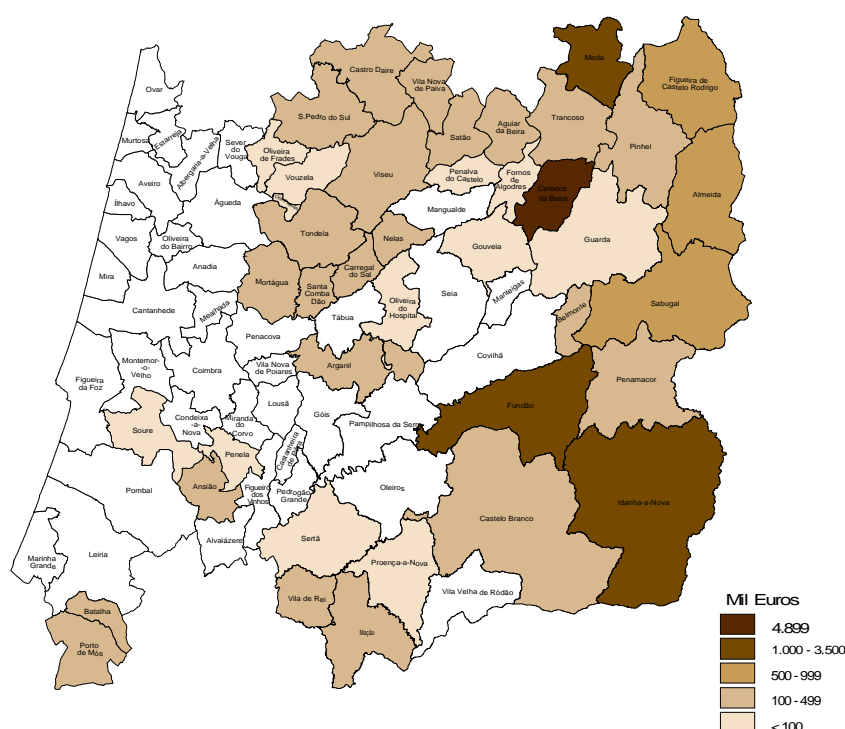 Meda
Castro Daire
Figueira de
Castelo Rodrigo
Vila Nova
de Paiva
Ovar
S.Pedro do Sul
Aguiar
da Beira
Trancoso
Satão
Murtosa
Estarreja
Albergaria-a-Velha
Sever
do
Vouga
Oliveira
de Frades
Pinhel
Vouzela
Viseu
Penalva
do Castelo
Fornos
de
Algodres
Aveiro
Celorico
da Beira
Almeida
Ílhavo
Águeda
Mangualde
Vagos
Oliveira
do Bairro
Tondela
Nelas
Gouveia
Guarda
Anadia
Mira
Mortágua
Santa
Comba
Dão
Carregal
do Sal
Seia
Manteigas
Cantanhede
Mealhada
Oliveira
do
Hospital
Tábua
Belmonte
Sabugal
Penacova
Covilhã
Montemor-
-o-
Velho
Coimbra
Vila Nova
de Poiares
Arganil
Figueira
da Foz
Penamacor
Lousã
Fundão
Soure
Condeixa
-a-
Nova
Miranda
do
Corvo
Góis
Pampilhosa da Serra
Castanheira
de Pera
Penela
Pombal
Ansião
Figueiró
dos
Vinhos
Pedrogão
Grande
Oleiros
Idanha-a-Nova
Castelo Branco
Sertã
Alvaiázere
Leiria
Marinha
Grande
Proença-a-Nova
Vila Velha de Ródão
Vila de Rei
Batalha
Mação
Porto
de Mós
Mil Euros
4.899
1.000 - 3.500
500 - 999
100 - 499
< 100